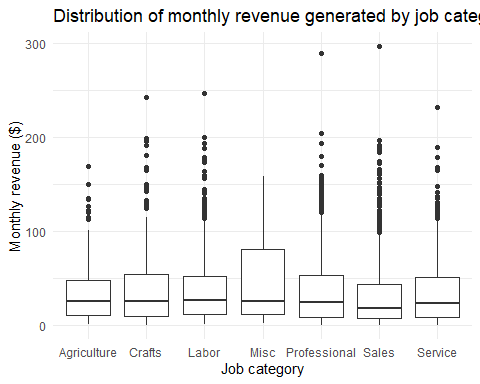 Distribution of monthly revenue generated by job categ
Monthly revenue ($)
300
200
100
0
Agriculture Crafts Labor Misc Professional Sales Service
Job category